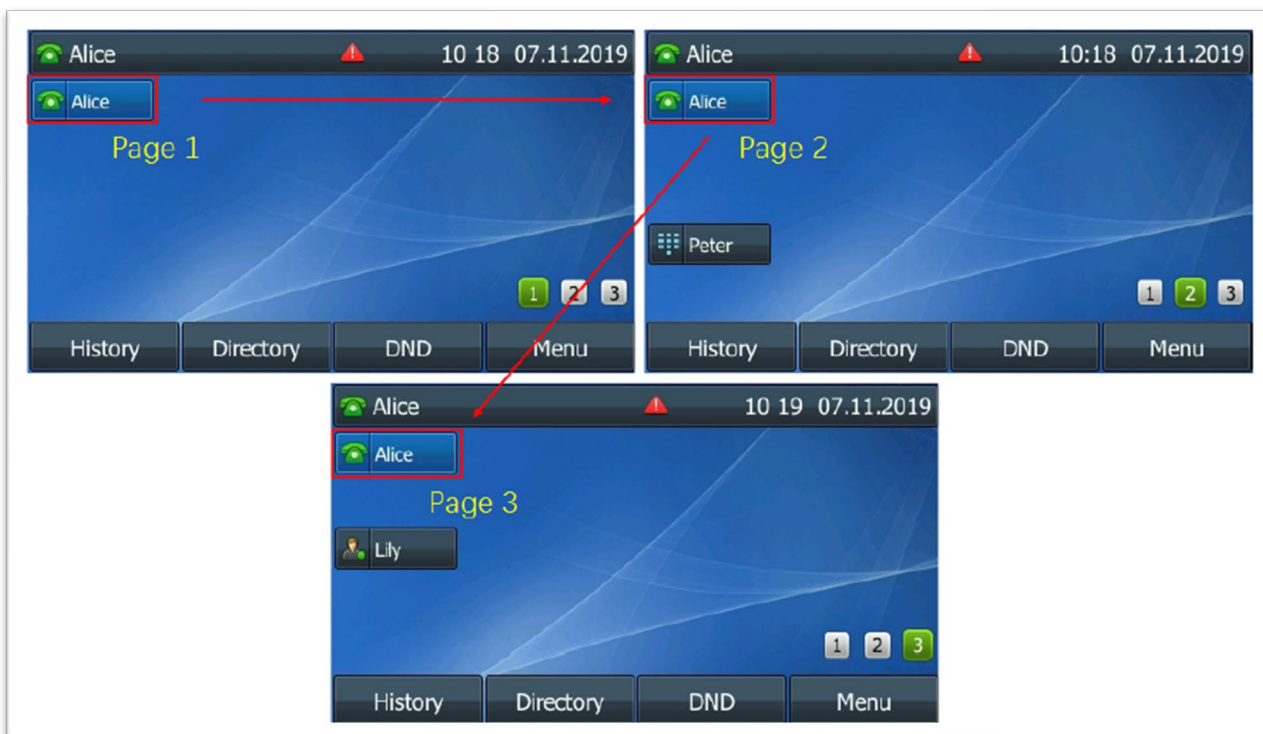 Alice 10 18 07.11.2019
Alice
Page 1
1 2 3
History Directory DND Menu
Alice 10:18 07.11.2019
Alice
Page 2
Peter
1 2 3
History Directory DND Menu
Alice 10 19 07.11.2019
Alice
Page 3
Lily
1 2 3
History Directory DND Menu